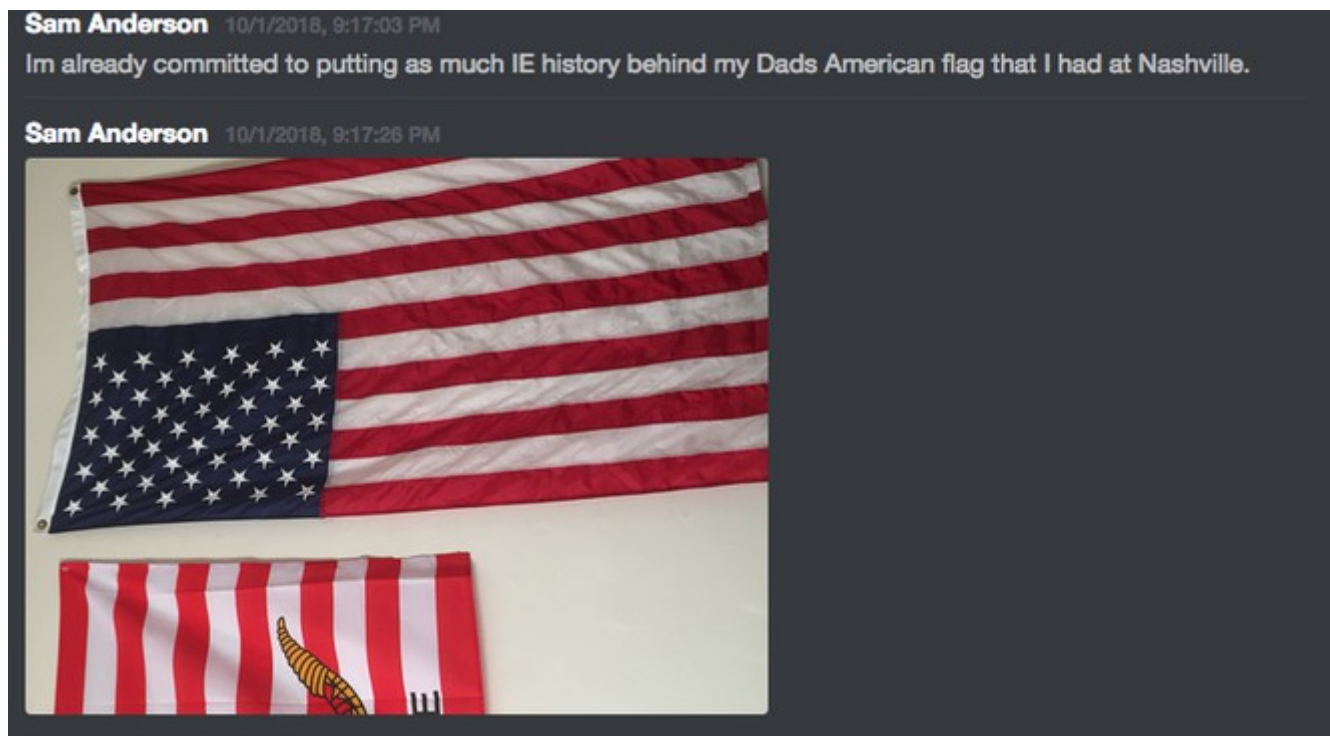 Sam Anderson 10/1/2018, 9:17:03 PM
Im already committed to putting as much IE history behind my Dads American flag that I had at Nashville.
Sam Anderson 10/1/2018, 9:17:26 PM
E